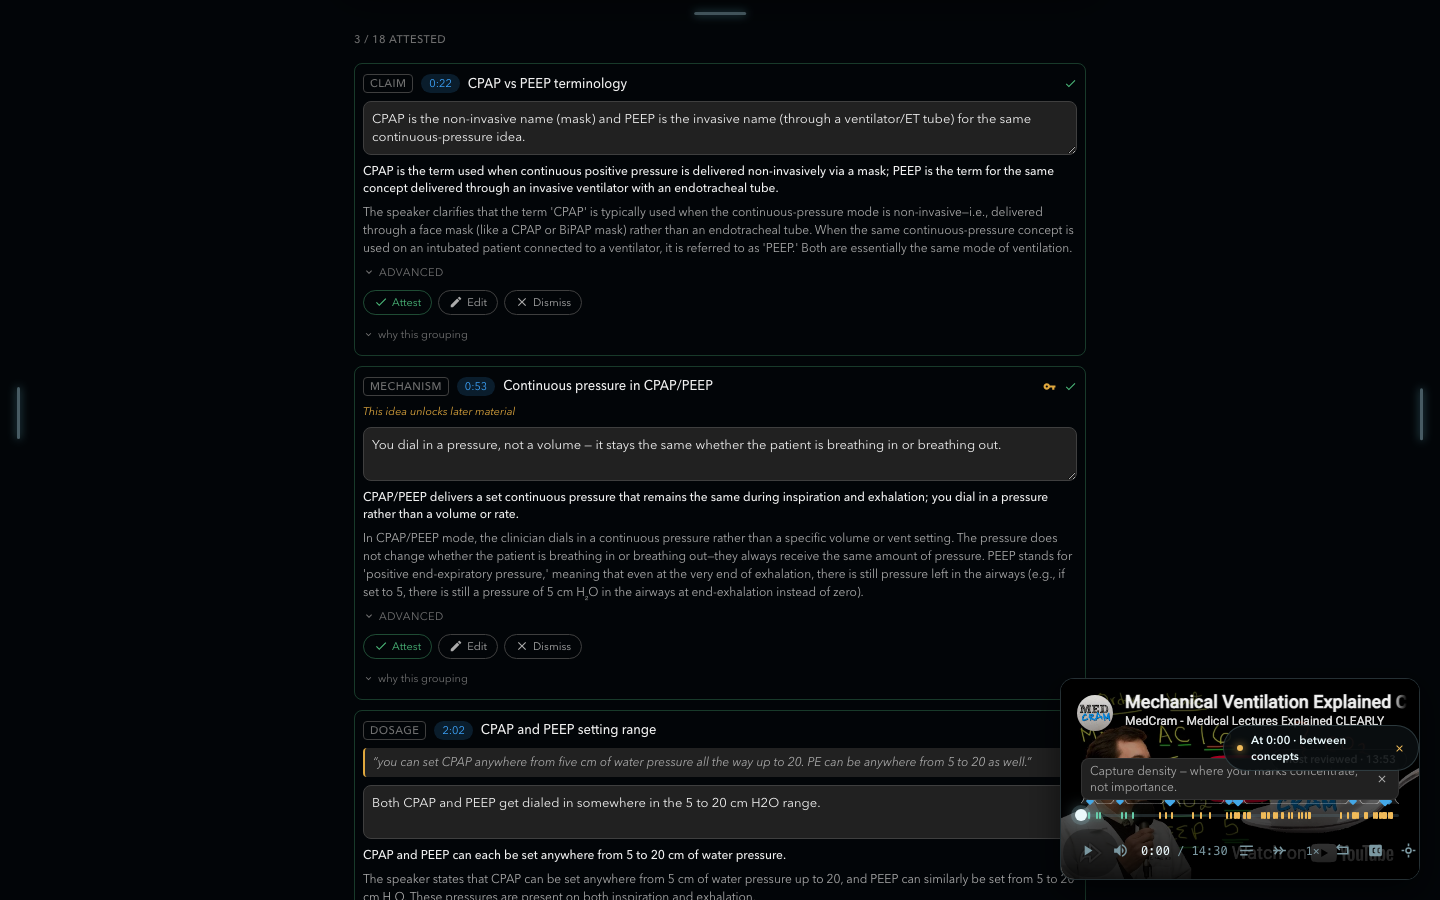 3 / 18 ATTESTED
CLAIM 0:22 CPAP vs PEEP terminology
CPAP is the non-invasive name (mask) and PEEP is the invasive name (through a ventilator/ET tube) for the same
continuous-pressure idea.
CPAP is the term used when continuous positive pressure is delivered non-invasively via a mask; PEEP is the term for the same
concept delivered through an invasive ventilator with an endotracheal tube.
The speaker clarifies that the term 'CPAP' is typically used when the continuous-pressure mode is non-invasive—i.e., delivered
through a face mask (like a CPAP or BiPAP mask) rather than an endotracheal tube. When the same continuous-pressure concept is
used on an intubated patient connected to a ventilator, it is referred to as 'PEEP.' Both are essentially the same mode of ventilation.
ADVANCED
Attest Edit Dismiss
why this grouping
MECHANISM 0:53 Continuous pressure in CPAP/PEEP
This idea unlocks later material
You dial in a pressure, not a volume — it stays the same whether the patient is breathing in or breathing out.
CPAP/PEEP delivers a set continuous pressure that remains the same during inspiration and exhalation; you dial in a pressure
rather than a volume or rate.
In CPAP/PEEP mode, the clinician dials in a continuous pressure rather than a specific volume or vent setting. The pressure does
not change whether the patient is breathing in or breathing out—they always receive the same amount of pressure. PEEP stands for
'positive end-expiratory pressure,' meaning that even at the very end of exhalation, there is still pressure left in the airways (e.g., if
set to 5, there is still a pressure of 5 cm H₂O in the airways at end-exhalation instead of zero).
ADVANCED
Attest Edit Dismiss
why this grouping
DOSAGE 2:02 CPAP and PEEP setting range
"you can set CPAP anywhere from five cm of water pressure all the way up to 20. PE can be anywhere from 5 to 20 as well."
Both CPAP and PEEP get dialed in somewhere in the 5 to 20 cm H2O range.
CPAP and PEEP can each be set anywhere from 5 to 20 cm of water pressure.
The speaker states that CPAP can be set anywhere from 5 cm of water pressure up to 20, and PEEP can similarly be set from 5 to 20
cm H₂O. These pressures are present on both inspiration and exhalation.
MED CRAM
Mechanical Ventilation Explained C
MedCram - Medical Lectures Explained CLEARLY
At 0:00 · between
concepts
last reviewed · 13:53
Capture density — where your marks concentrate,
not importance.
0:00 / 14:30
1×
Watch on YouTube